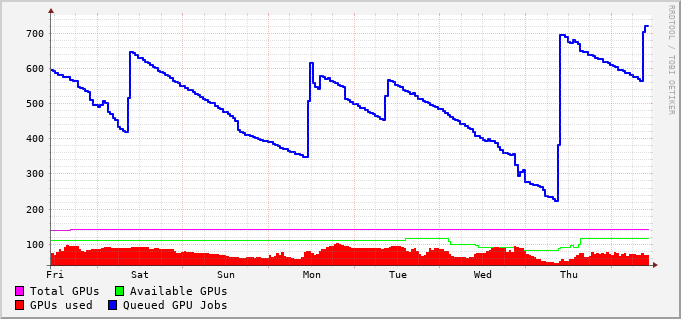 RRDTOOL / TOBI OETIKER
700
600
500
400
300
200
100
Fri Sat Sun Mon Tue Wed Thu
Total GPUs Available GPUs
GPUs used Queued GPU Jobs